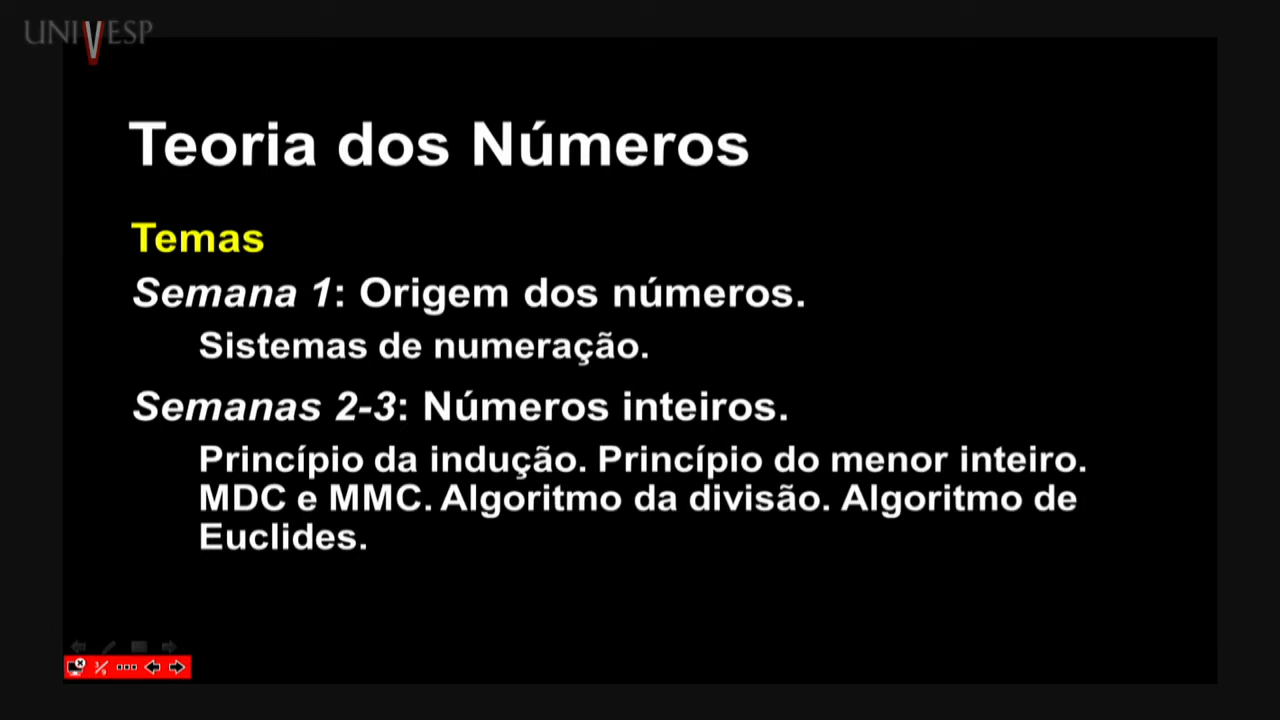 UNIVESP
Teoria dos Números
Temas
Semana 1: Origem dos números.
Sistemas de numeração.
Semanas 2-3: Números inteiros.
Princípio da indução. Princípio do menor inteiro.
MDC e MMC. Algoritmo da divisão. Algoritmo de
Euclides.